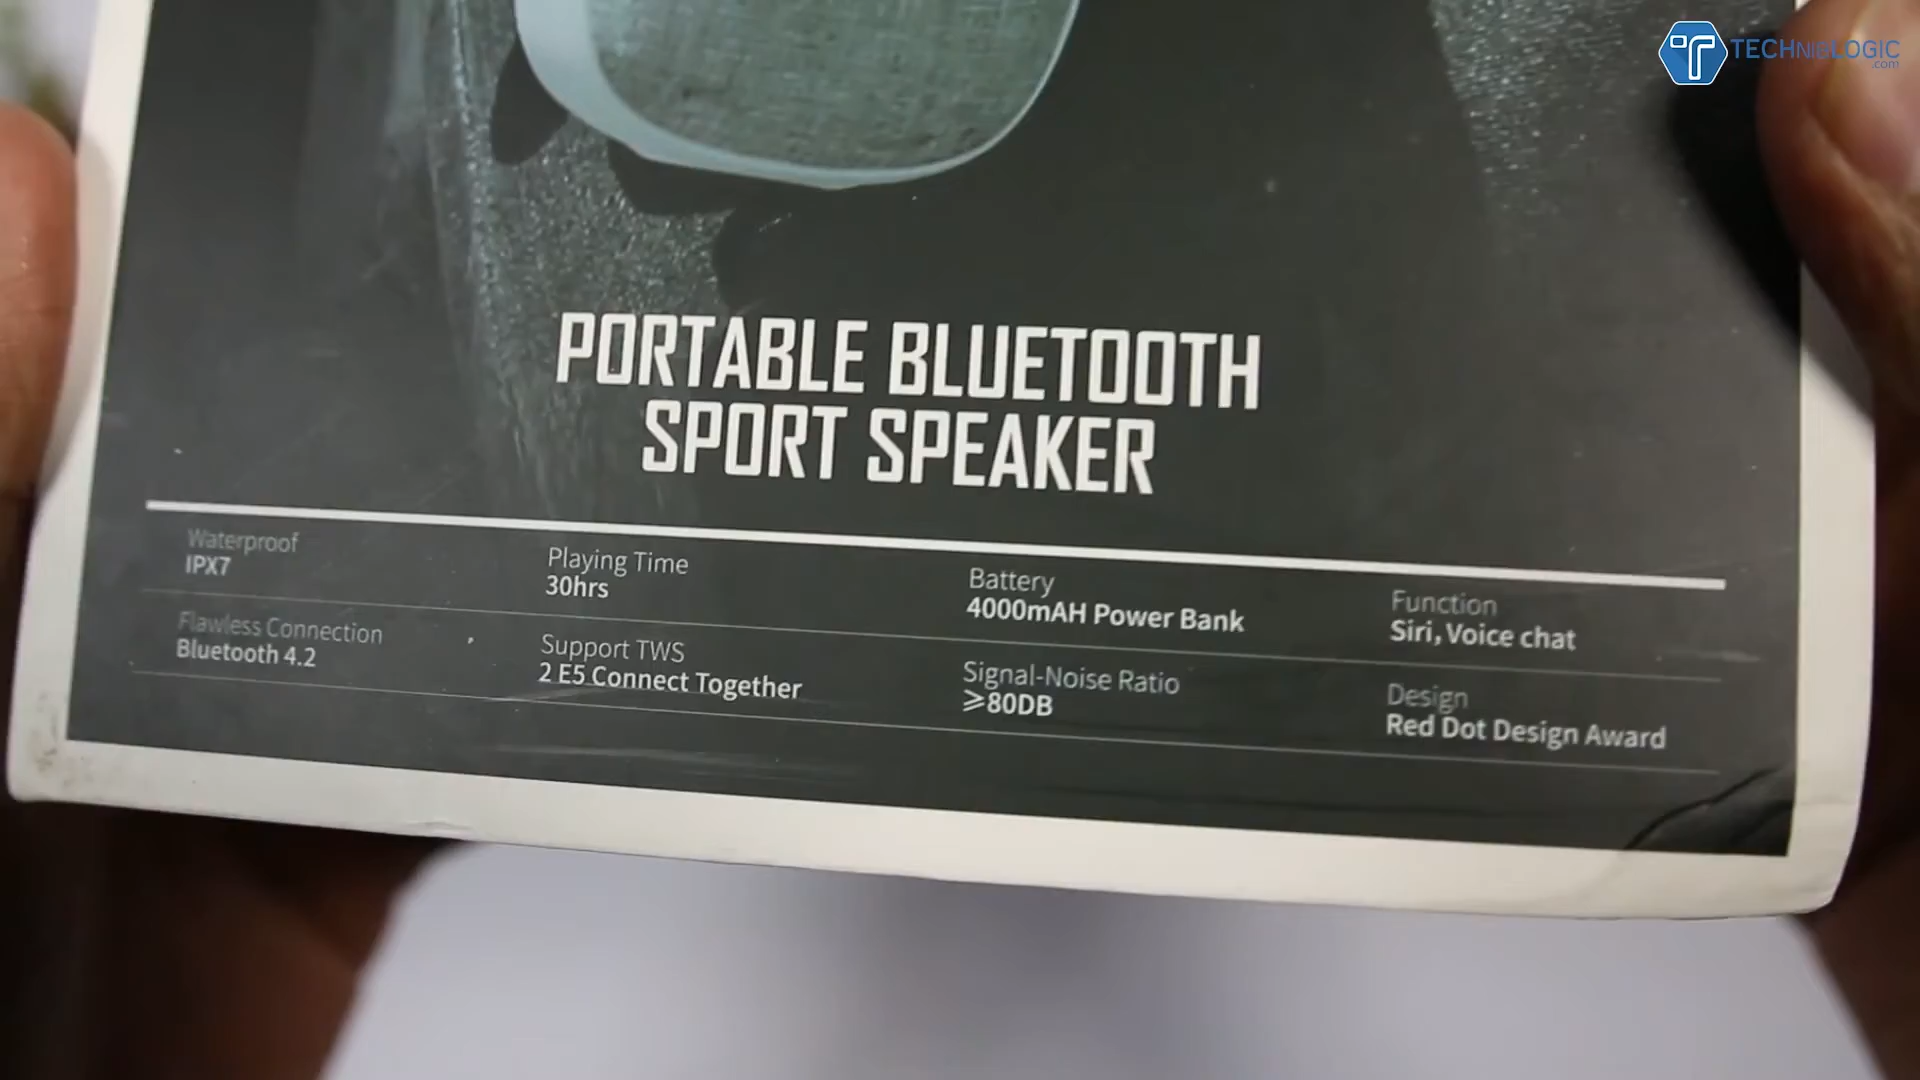 TECHnieLOGIC
.com
PORTABLE BLUETOOTH
SPORT SPEAKER
Waterproof
IPX7
Playing Time
30hrs
Battery
4000mAH Power Bank
Function
Siri, Voice chat
Flawless Connection
Bluetooth 4.2
Support TWS
2 E5 Connect Together
Signal-Noise Ratio
⩾80DB
Design
Red Dot Design Award